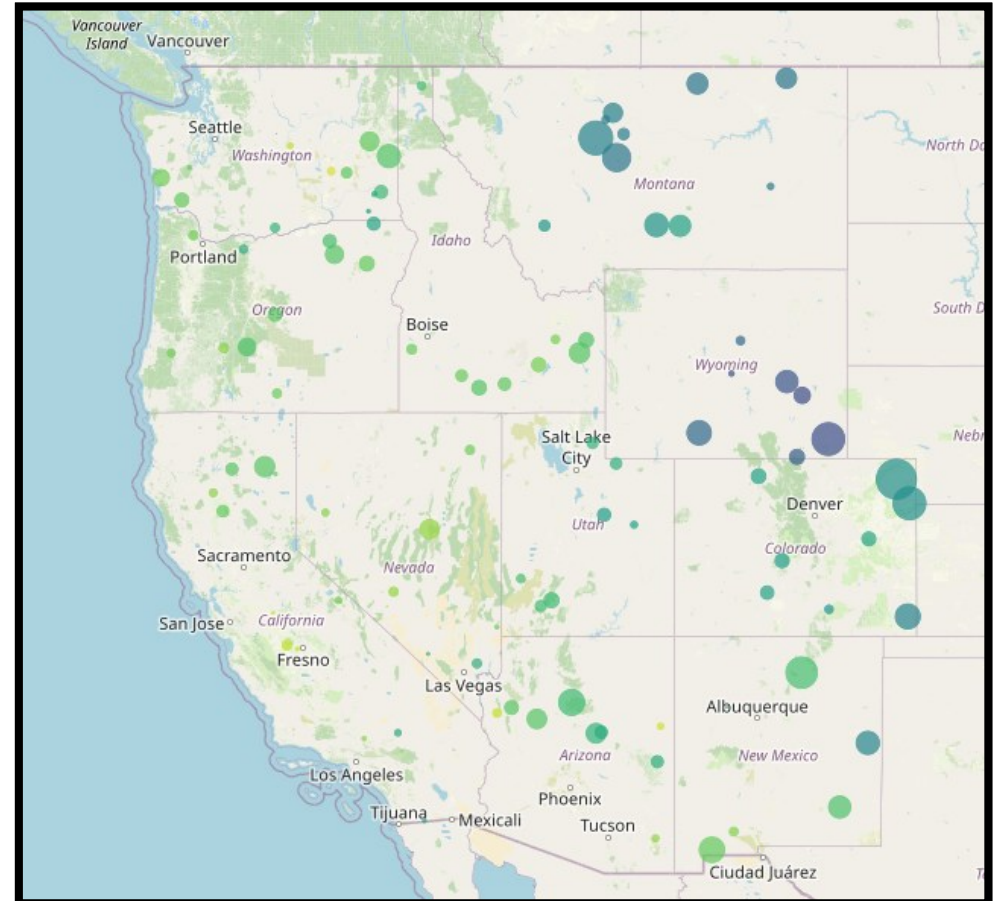 Vancouver
Island
Vancouver
Seattle
Washington
North Da
Montana
Portland
Idaho
Oregon
South D
Boise
Wyoming
Salt Lake
City
Nebr
Denver
Utah
Colorado
Sacramento
Nevada
San Jose
California
Fresno
Las Vegas
Albuquerque
Arizona
New Mexico
Los Angeles
Phoenix
Tijuana
Mexicali
Tucson
Ciudad Juárez